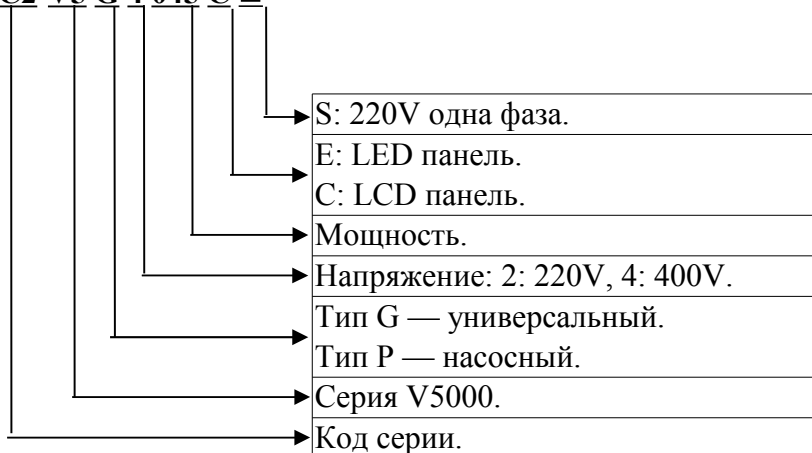 S: 220V одна фаза.
E: LED панель.
C: LCD панель.
Мощность.
Напряжение: 2: 220V, 4: 400V.
Тип G — универсальный.
Тип P — насосный.
Серия V5000.
Код серии.